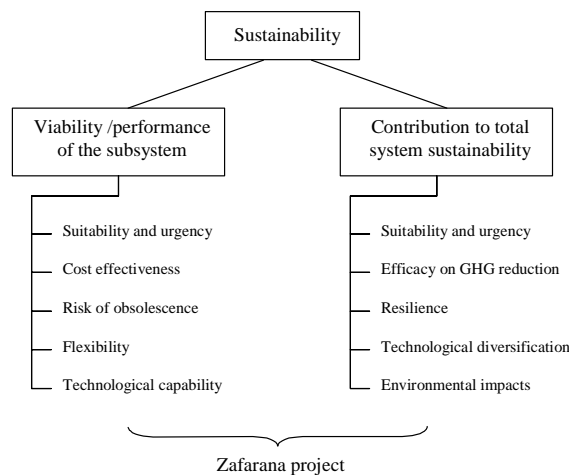 Sustainability
Viability /performance
of the subsystem
Suitability and urgency
Cost effectiveness
Risk of obsolescence
Flexibility
Technological capability
Contribution to total
system sustainability
Suitability and urgency
Efficacy on GHG reduction
Resilience
Technological diversification
Environmental impacts
Zafarana project